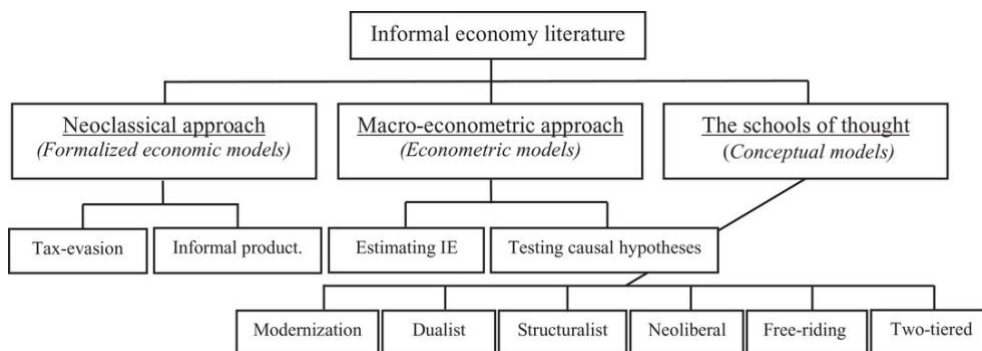 Informal economy literature
Neoclassical approach
(Formalized economic models)
Macro-econometric approach
(Econometric models)
The schools of thought
(Conceptual models)
Tax-evasion
Informal product.
Estimating IE
Testing causal hypotheses
Modernization
Dualist
Structuralist
Neoliberal
Free-riding
Two-tiered